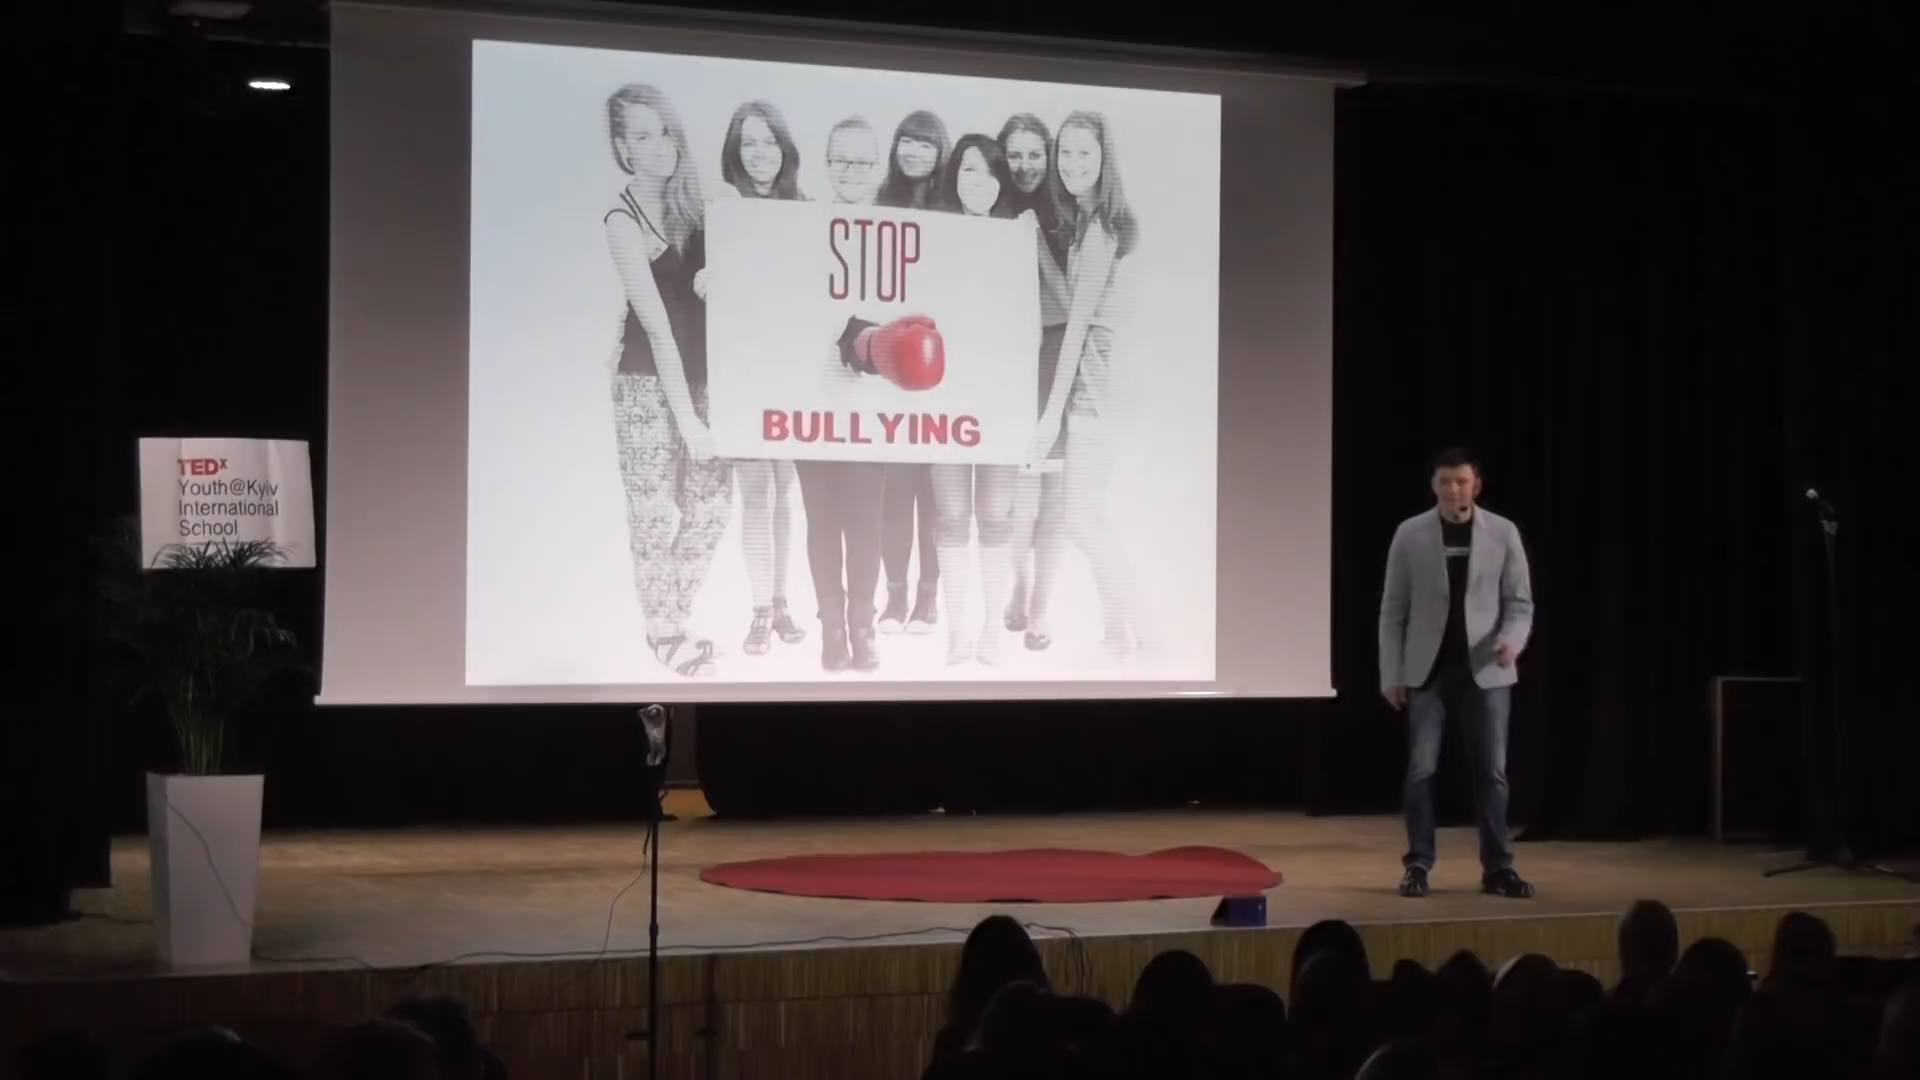 STOP
BULLYING
TEDx
Youth@Kyiv
International
School